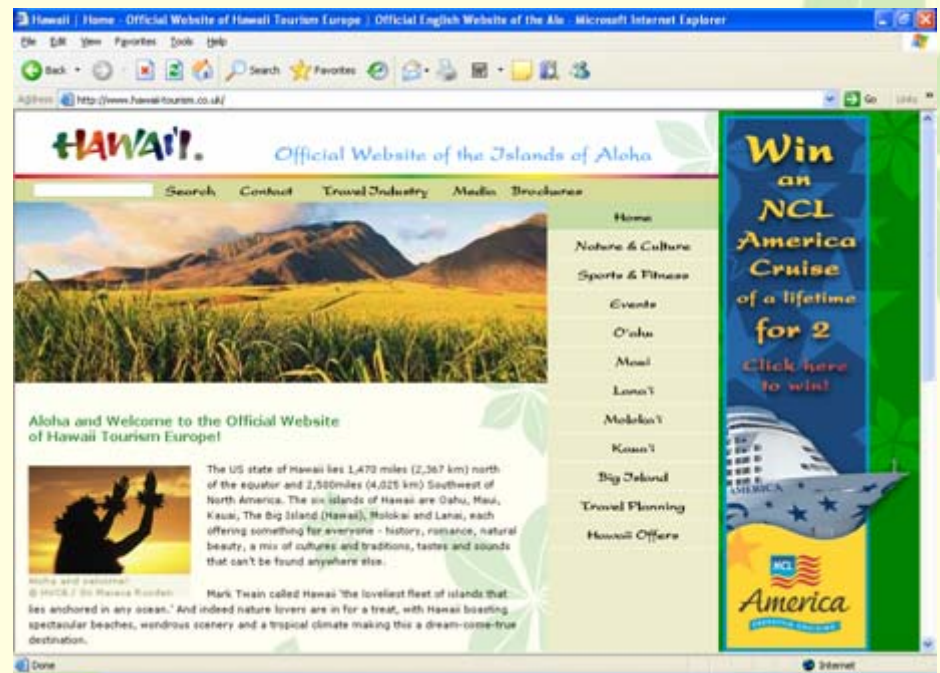 Hawaii | Home - Official Website of Hawaii Tourism Europe | Official English Website of the Alo - Microsoft Internet Explorer
File Edit View Favorites Tools Help
Back Search Favorites
Address http://www.hawaii-tourism.co.uk/ Go Links »
HAWAI'I.
Official Website of the Islands of Aloha
Search Contact Travel Industry Media Brochures
Home
Nature & Culture
Sports & Fitness
Events
O'ahu
Maui
Lana'i
Moloka'i
Kaua'i
Big Island
Travel Planning
Hawaii Offers
Aloha and Welcome to the Official Website
of Hawaii Tourism Europe!
The US state of Hawaii lies 1,470 miles (2,367 km) north
of the equator and 2,500miles (4,025 km) Southwest of
North America. The six islands of Hawaii are Oahu, Maui,
Kauai, The Big Island (Hawaii), Molokai and Lanai, each
offering something for everyone - history, romance, natural
beauty, a mix of cultures and traditions, tastes and sounds
that can't be found anywhere else.
Aloha and welcome!
@ HVCB /
Mark Twain called Hawaii 'the loveliest fleet of islands that
lies anchored in any ocean.' And indeed nature lovers are in for a treat, with Hawaii boasting
spectacular beaches, wondrous scenery and a tropical climate making this a dream-come-true
destination.
Win
an
NCL
America
Cruise
of a lifetime
for 2
Click here
to win!
AMERICA
NCL
America
Done Internet